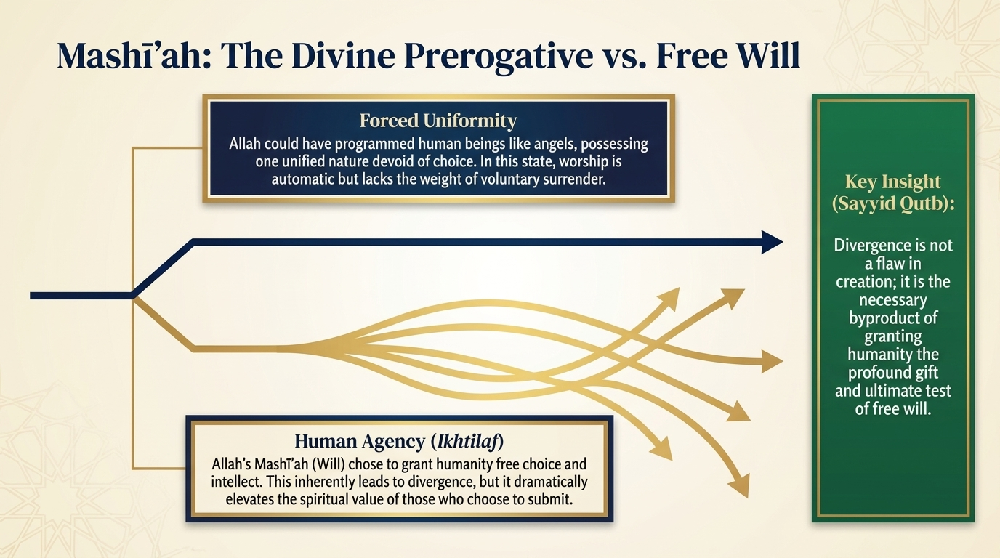 Mashī’ah: The Divine Prerogative vs. Free Will
Forced Uniformity
Allah could have programmed human beings like angels, possessing
one unified nature devoid of choice. In this state, worship is
automatic but lacks the weight of voluntary surrender.
Human Agency (Ikhtilaf)
Allah’s Mashī’ah (Will) chose to grant humanity free choice and
intellect. This inherently leads to divergence, but it dramatically
elevates the spiritual value of those who choose to submit.
Key Insight
(Sayyid Qutb):
Divergence is not
a flaw in
creation; it is the
necessary
byproduct of
granting
humanity the
profound gift
and ultimate test
of free will.